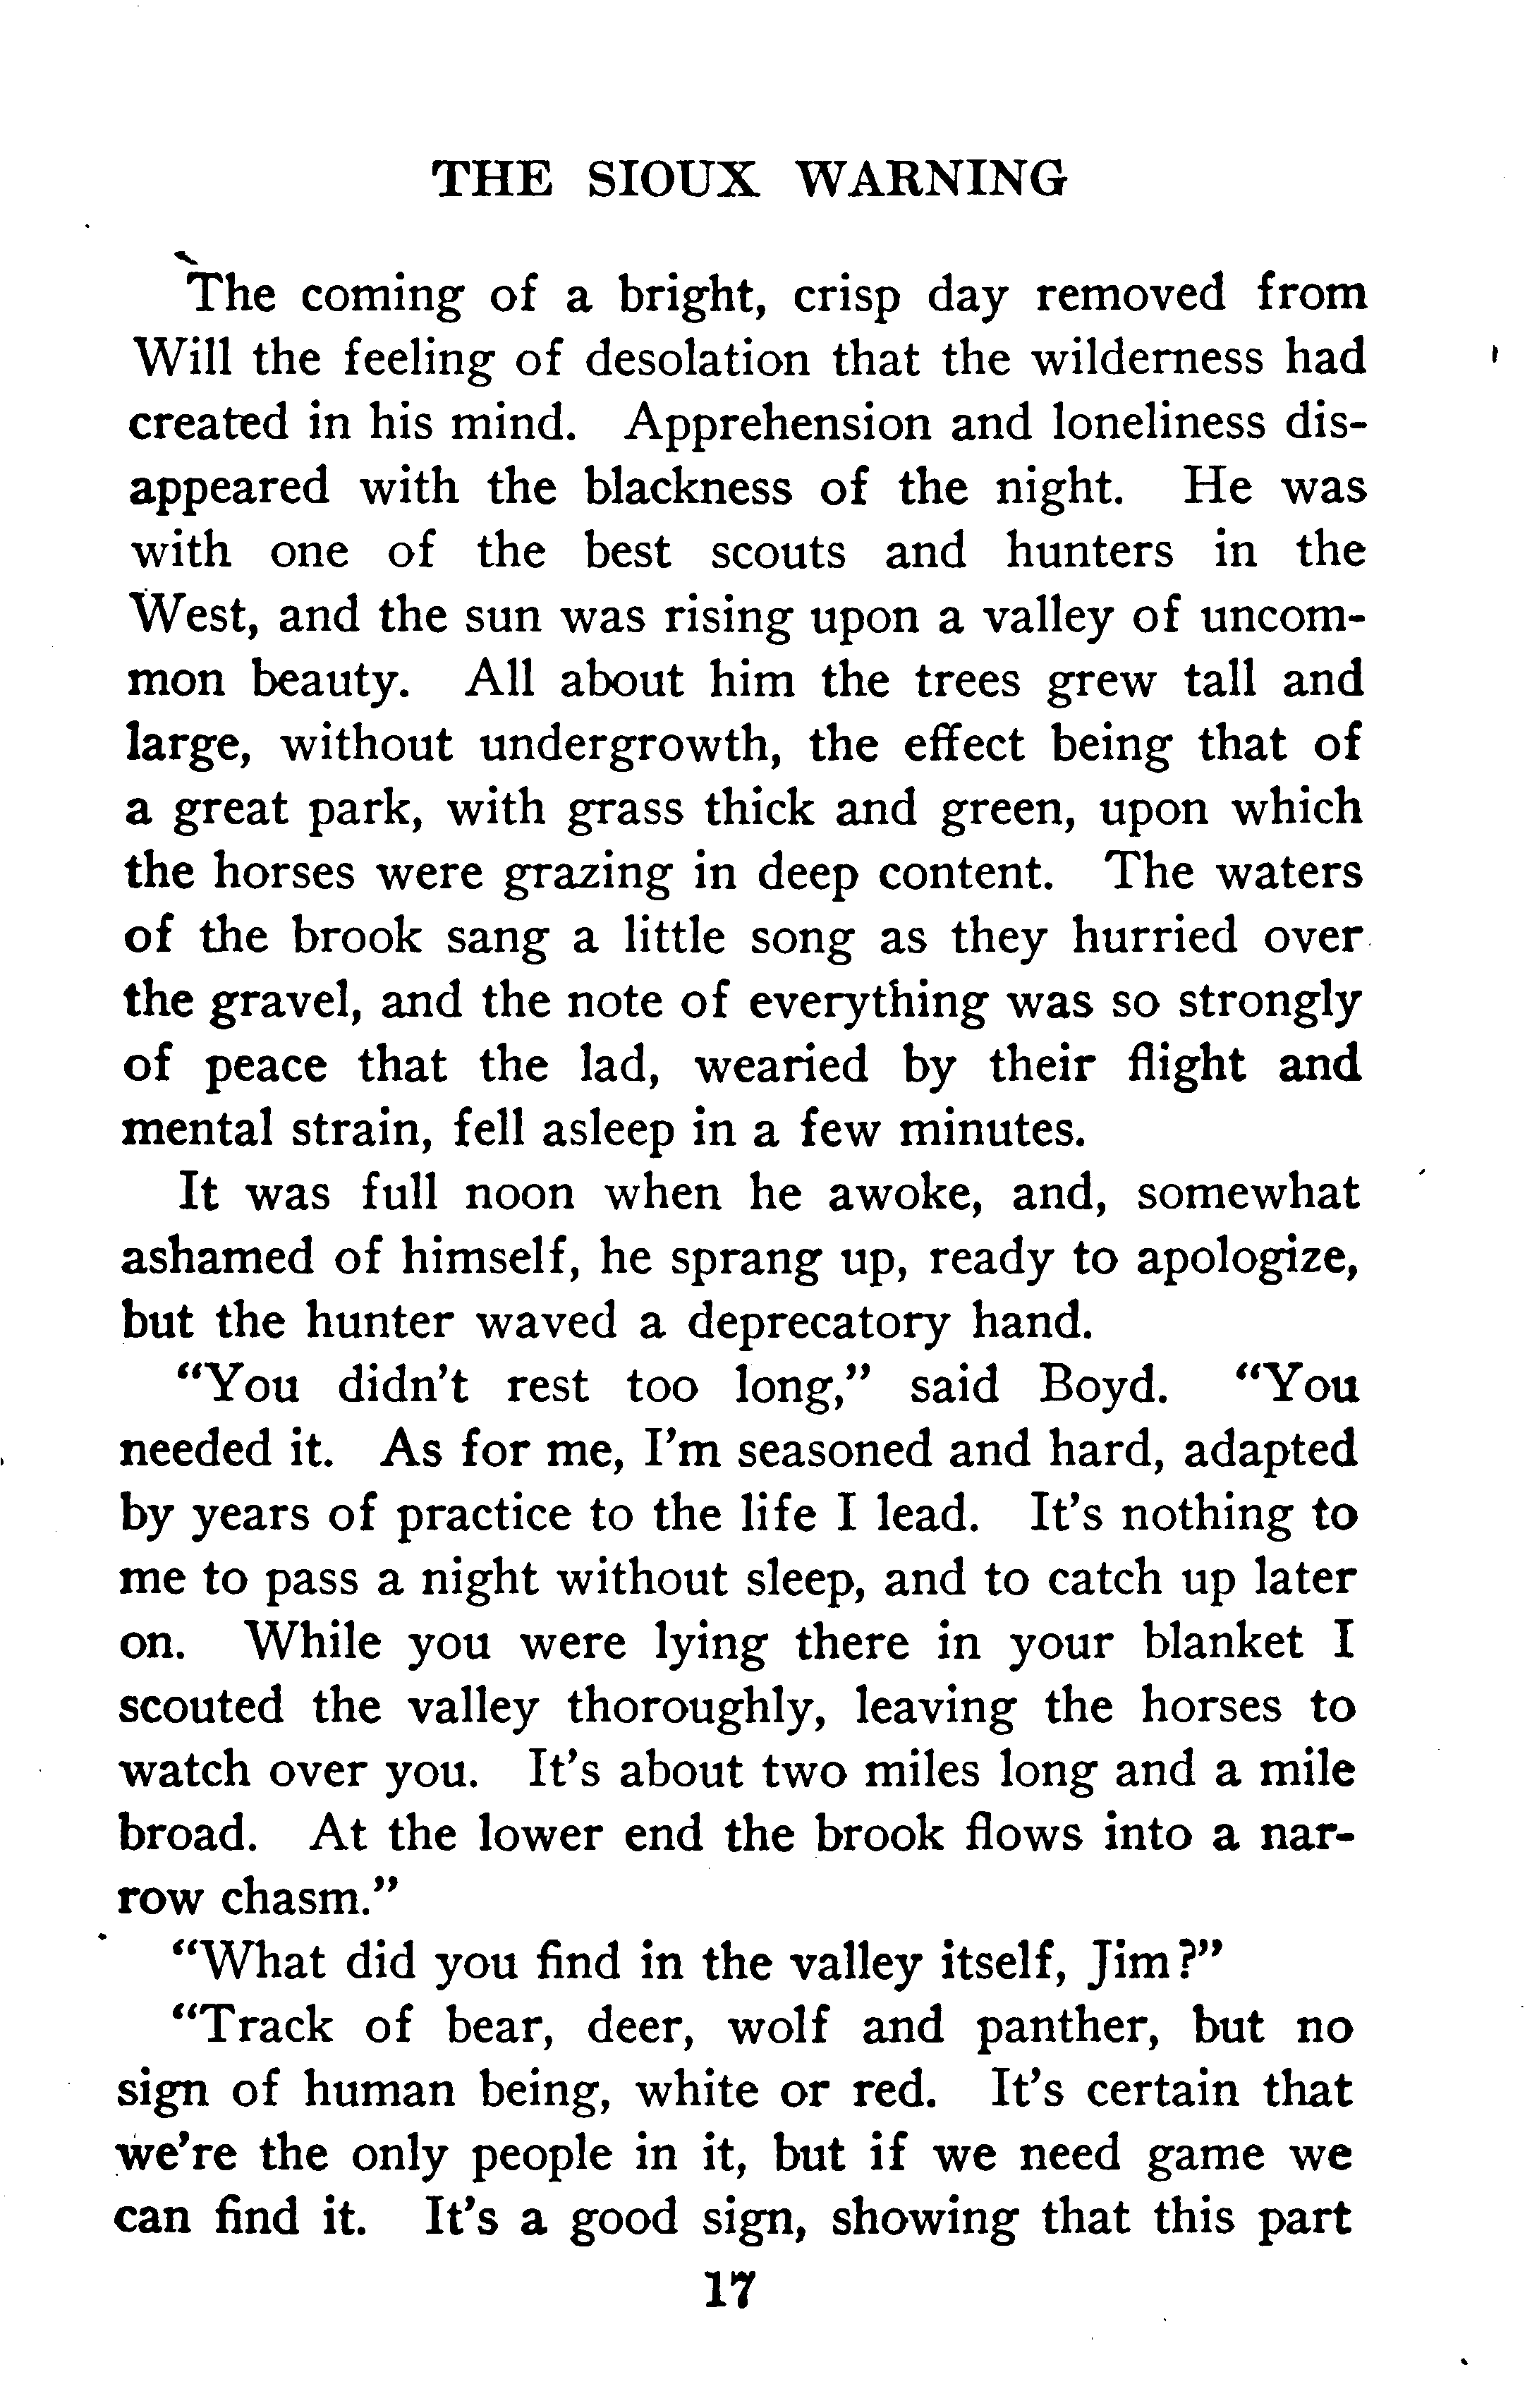 THE SIOUX WARNING
The coming of a bright, crisp day removed from
Will the feeling of desolation that the wilderness had
created in his mind. Apprehension and loneliness dis-
appeared with the blackness of the night. He was
with one of the best scouts and hunters in the
West, and the sun was rising upon a valley of uncom-
mon beauty. All about him the trees grew tall and
large, without undergrowth, the effect being that of
a great park, with grass thick and green, upon which
the horses were grazing in deep content. The waters
of the brook sang a little song as they hurried over
the gravel, and the note of everything was so strongly
of peace that the lad, wearied by their flight and
mental strain, fell asleep in a few minutes.
It was full noon when he awoke, and, somewhat
ashamed of himself, he sprang up, ready to apologize,
but the hunter waved a deprecatory hand.
"You didn't rest too long," said Boyd. "You
needed it. As for me, I'm seasoned and hard, adapted
by years of practice to the life I lead. It's nothing to
me to pass a night without sleep, and to catch up later
on. While you were lying there in your blanket I
scouted the valley thoroughly, leaving the horses to
watch over you. It's about two miles long and a mile
broad. At the lower end the brook flows into a nar-
row chasm."
"What did you find in the valley itself, Jim?"
"Track of bear, deer, wolf and panther, but no
sign of human being, white or red. It's certain that
we're the only people in it, but if we need game we
can find it. It's a good sign, showing that this part
17